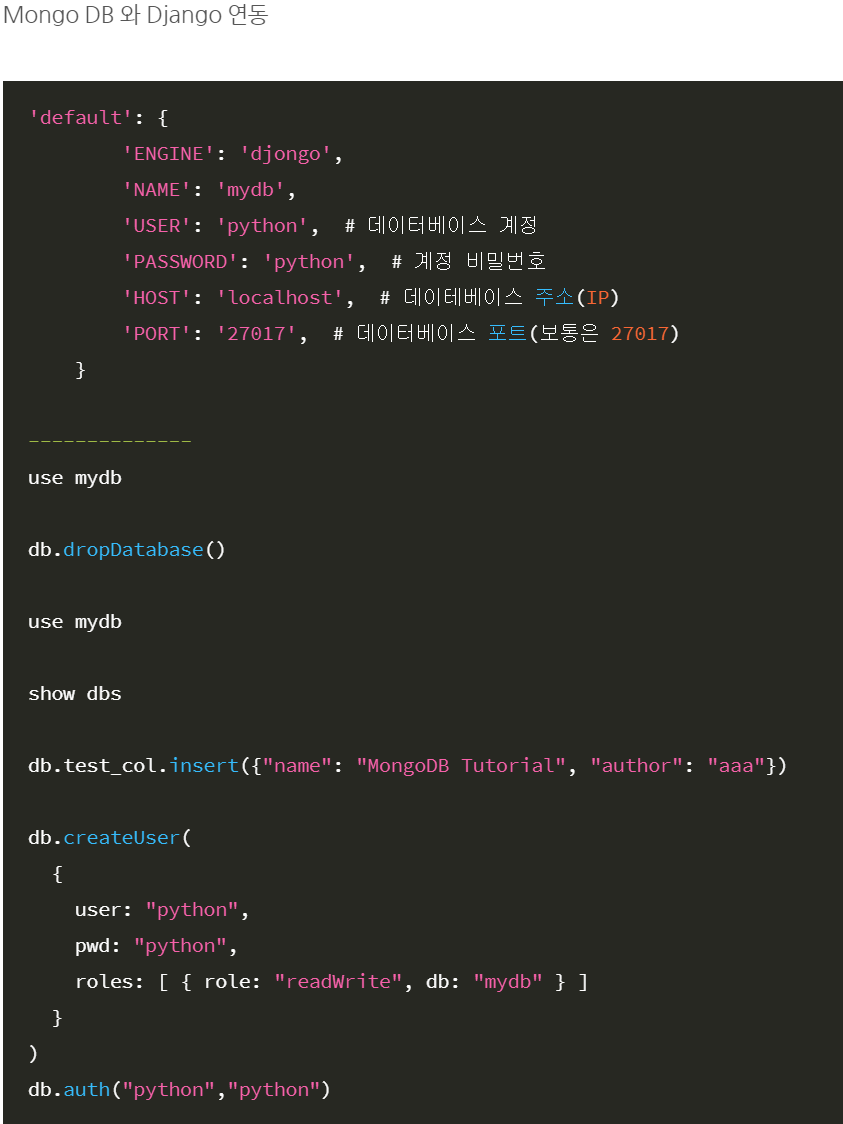 Mongo DB 와 Django 연동
'default': {
        'ENGINE': 'djongo',
        'NAME': 'mydb',
        'USER': 'python',  # 데이터베이스 계정
        'PASSWORD': 'python',  # 계정 비밀번호
        'HOST': 'localhost',  # 데이테베이스 주소(IP)
        'PORT': '27017',  # 데이터베이스 포트(보통은 27017)
    }
--------------
use mydb
db.dropDatabase()
use mydb
show dbs
db.test_col.insert({"name": "MongoDB Tutorial", "author": "aaa"})
db.createUser(
  {
    user: "python",
    pwd: "python",
    roles: [ { role: "readWrite", db: "mydb" } ]
  }
)
db.auth("python","python")